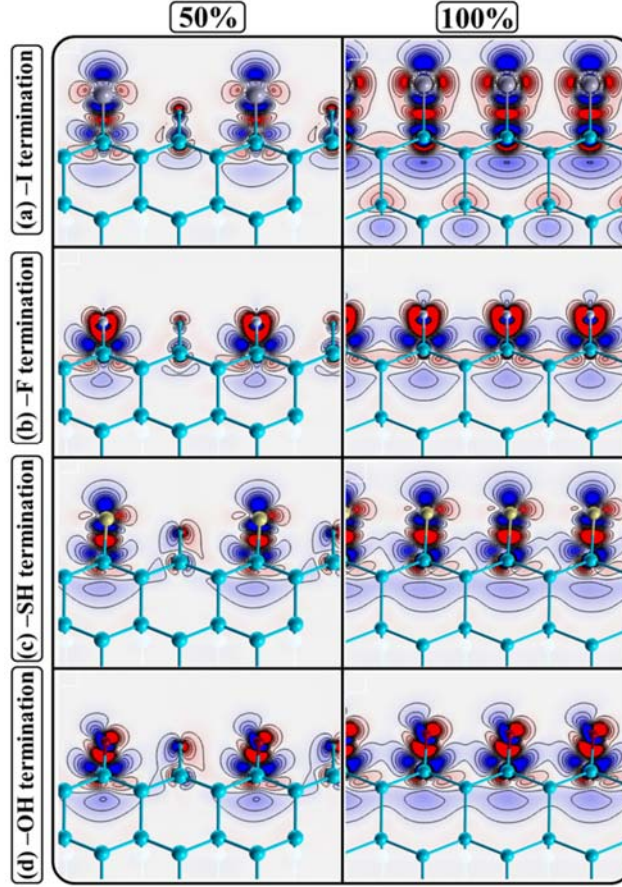 50%
100%
(a) –I termination
(b) –F termination
(c) –SH termination
(d) –OH termination